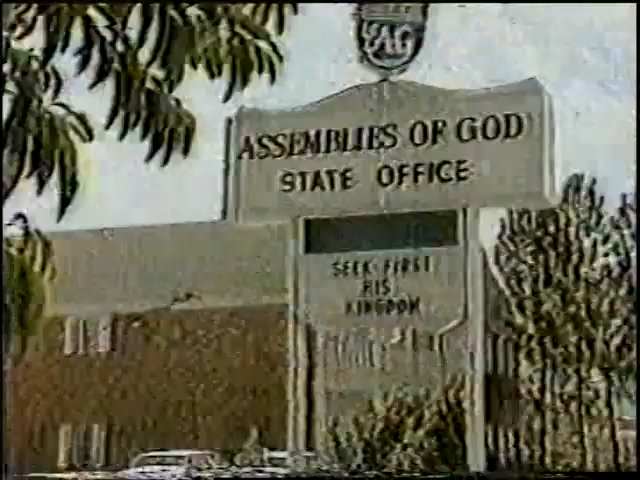 AG
ASSEMBLIES OF GOD
STATE OFFICE
SEEK FIRST
HIS
KINGDOM